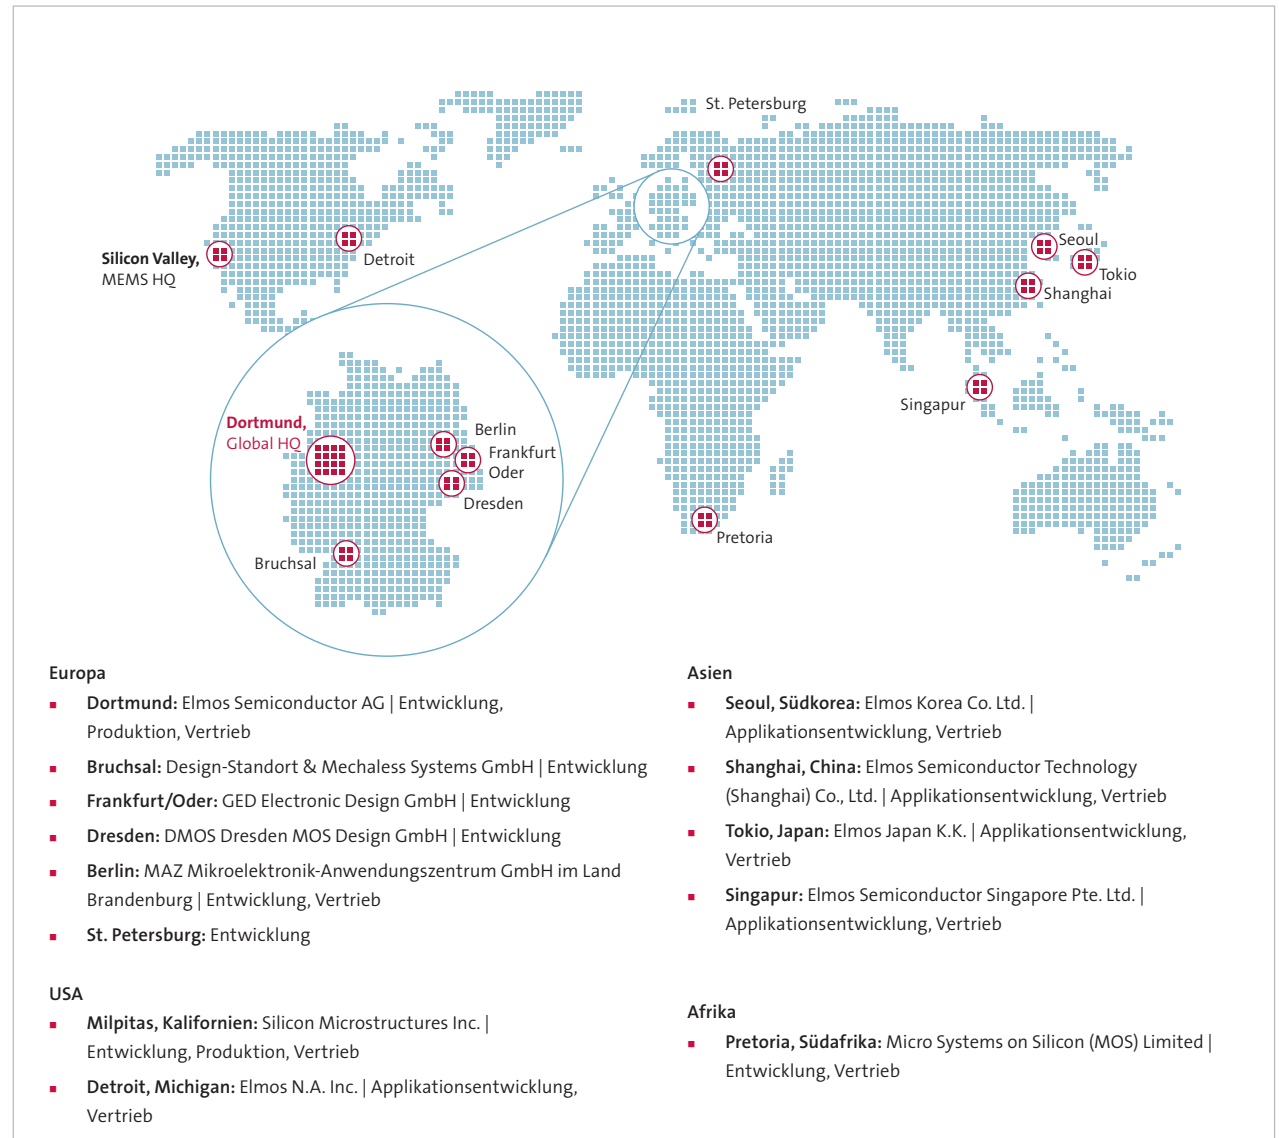 St. Petersburg
Silicon Valley,
MEMS HQ
Detroit
Seoul
Tokio
Shanghai
Singapur
Dortmund,
Global HQ
Berlin
Frankfurt
Oder
Dresden
Bruchsal
Pretoria
Europa
Dortmund: Elmos Semiconductor AG | Entwicklung,
Produktion, Vertrieb
Bruchsal: Design-Standort & Mechaless Systems GmbH | Entwicklung
Frankfurt/Oder: GED Electronic Design GmbH | Entwicklung
Dresden: DMOS Dresden MOS Design GmbH | Entwicklung
Berlin: MAZ Mikroelektronik-Anwendungszentrum GmbH im Land
Brandenburg | Entwicklung, Vertrieb
St. Petersburg: Entwicklung
USA
Milpitas, Kalifornien: Silicon Microstructures Inc. |
Entwicklung, Produktion, Vertrieb
Detroit, Michigan: Elmos N.A. Inc. | Applikationsentwicklung,
Vertrieb
Asien
Seoul, Südkorea: Elmos Korea Co. Ltd. |
Applikationsentwicklung, Vertrieb
Shanghai, China: Elmos Semiconductor Technology
(Shanghai) Co., Ltd. | Applikationsentwicklung, Vertrieb
Tokio, Japan: Elmos Japan K.K. | Applikationsentwicklung,
Vertrieb
Singapur: Elmos Semiconductor Singapore Pte. Ltd. |
Applikationsentwicklung, Vertrieb
Afrika
Pretoria, Südafrika: Micro Systems on Silicon (MOS) Limited |
Entwicklung, Vertrieb